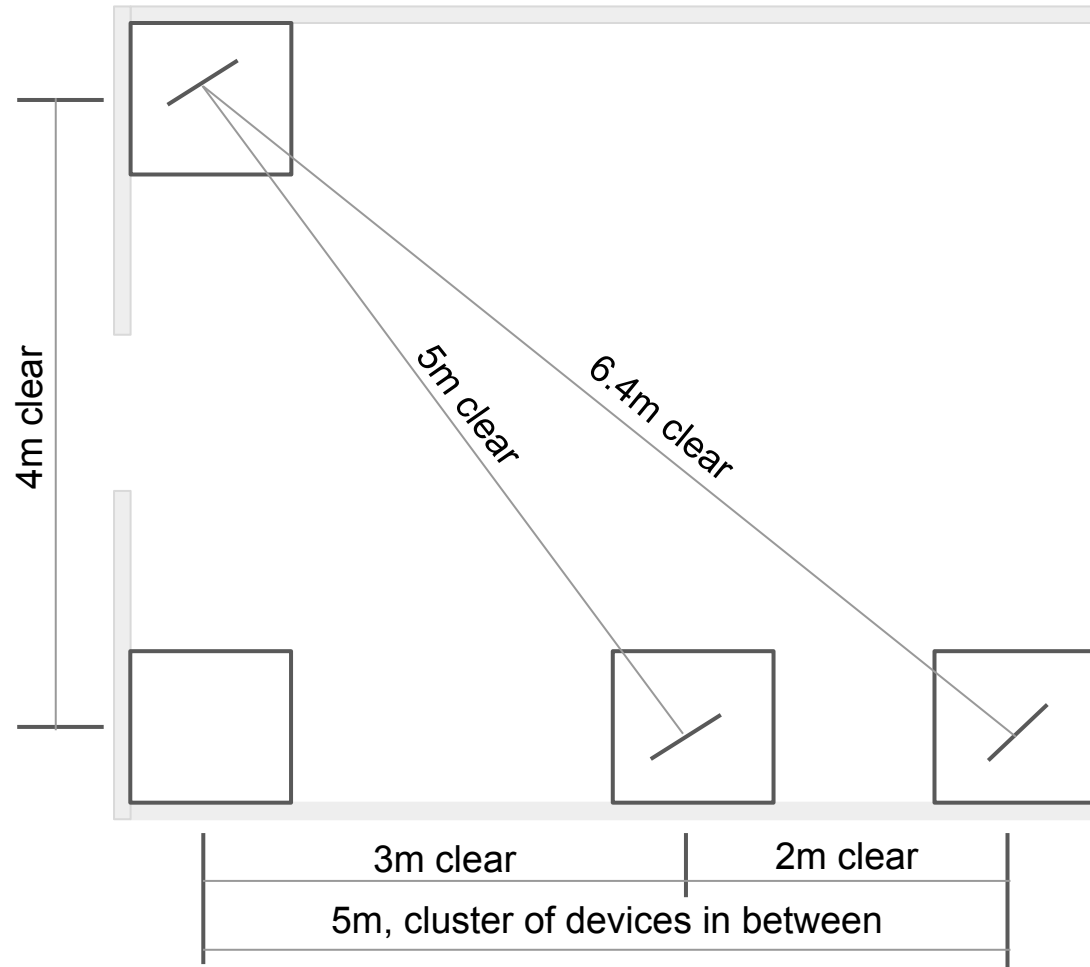 4m clear
5m clear
6.4m clear
3m clear
2m clear
5m, cluster of devices in between